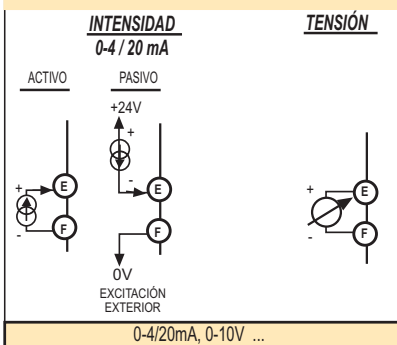 INTENSIDAD
0-4 / 20 mA
TENSIÓN
ACTIVO
PASIVO
+24V
+
-
E
F
+
-
E
F
0V
EXCITACIÓN
EXTERIOR
+
-
E
F
0-4/20mA, 0-10V ...